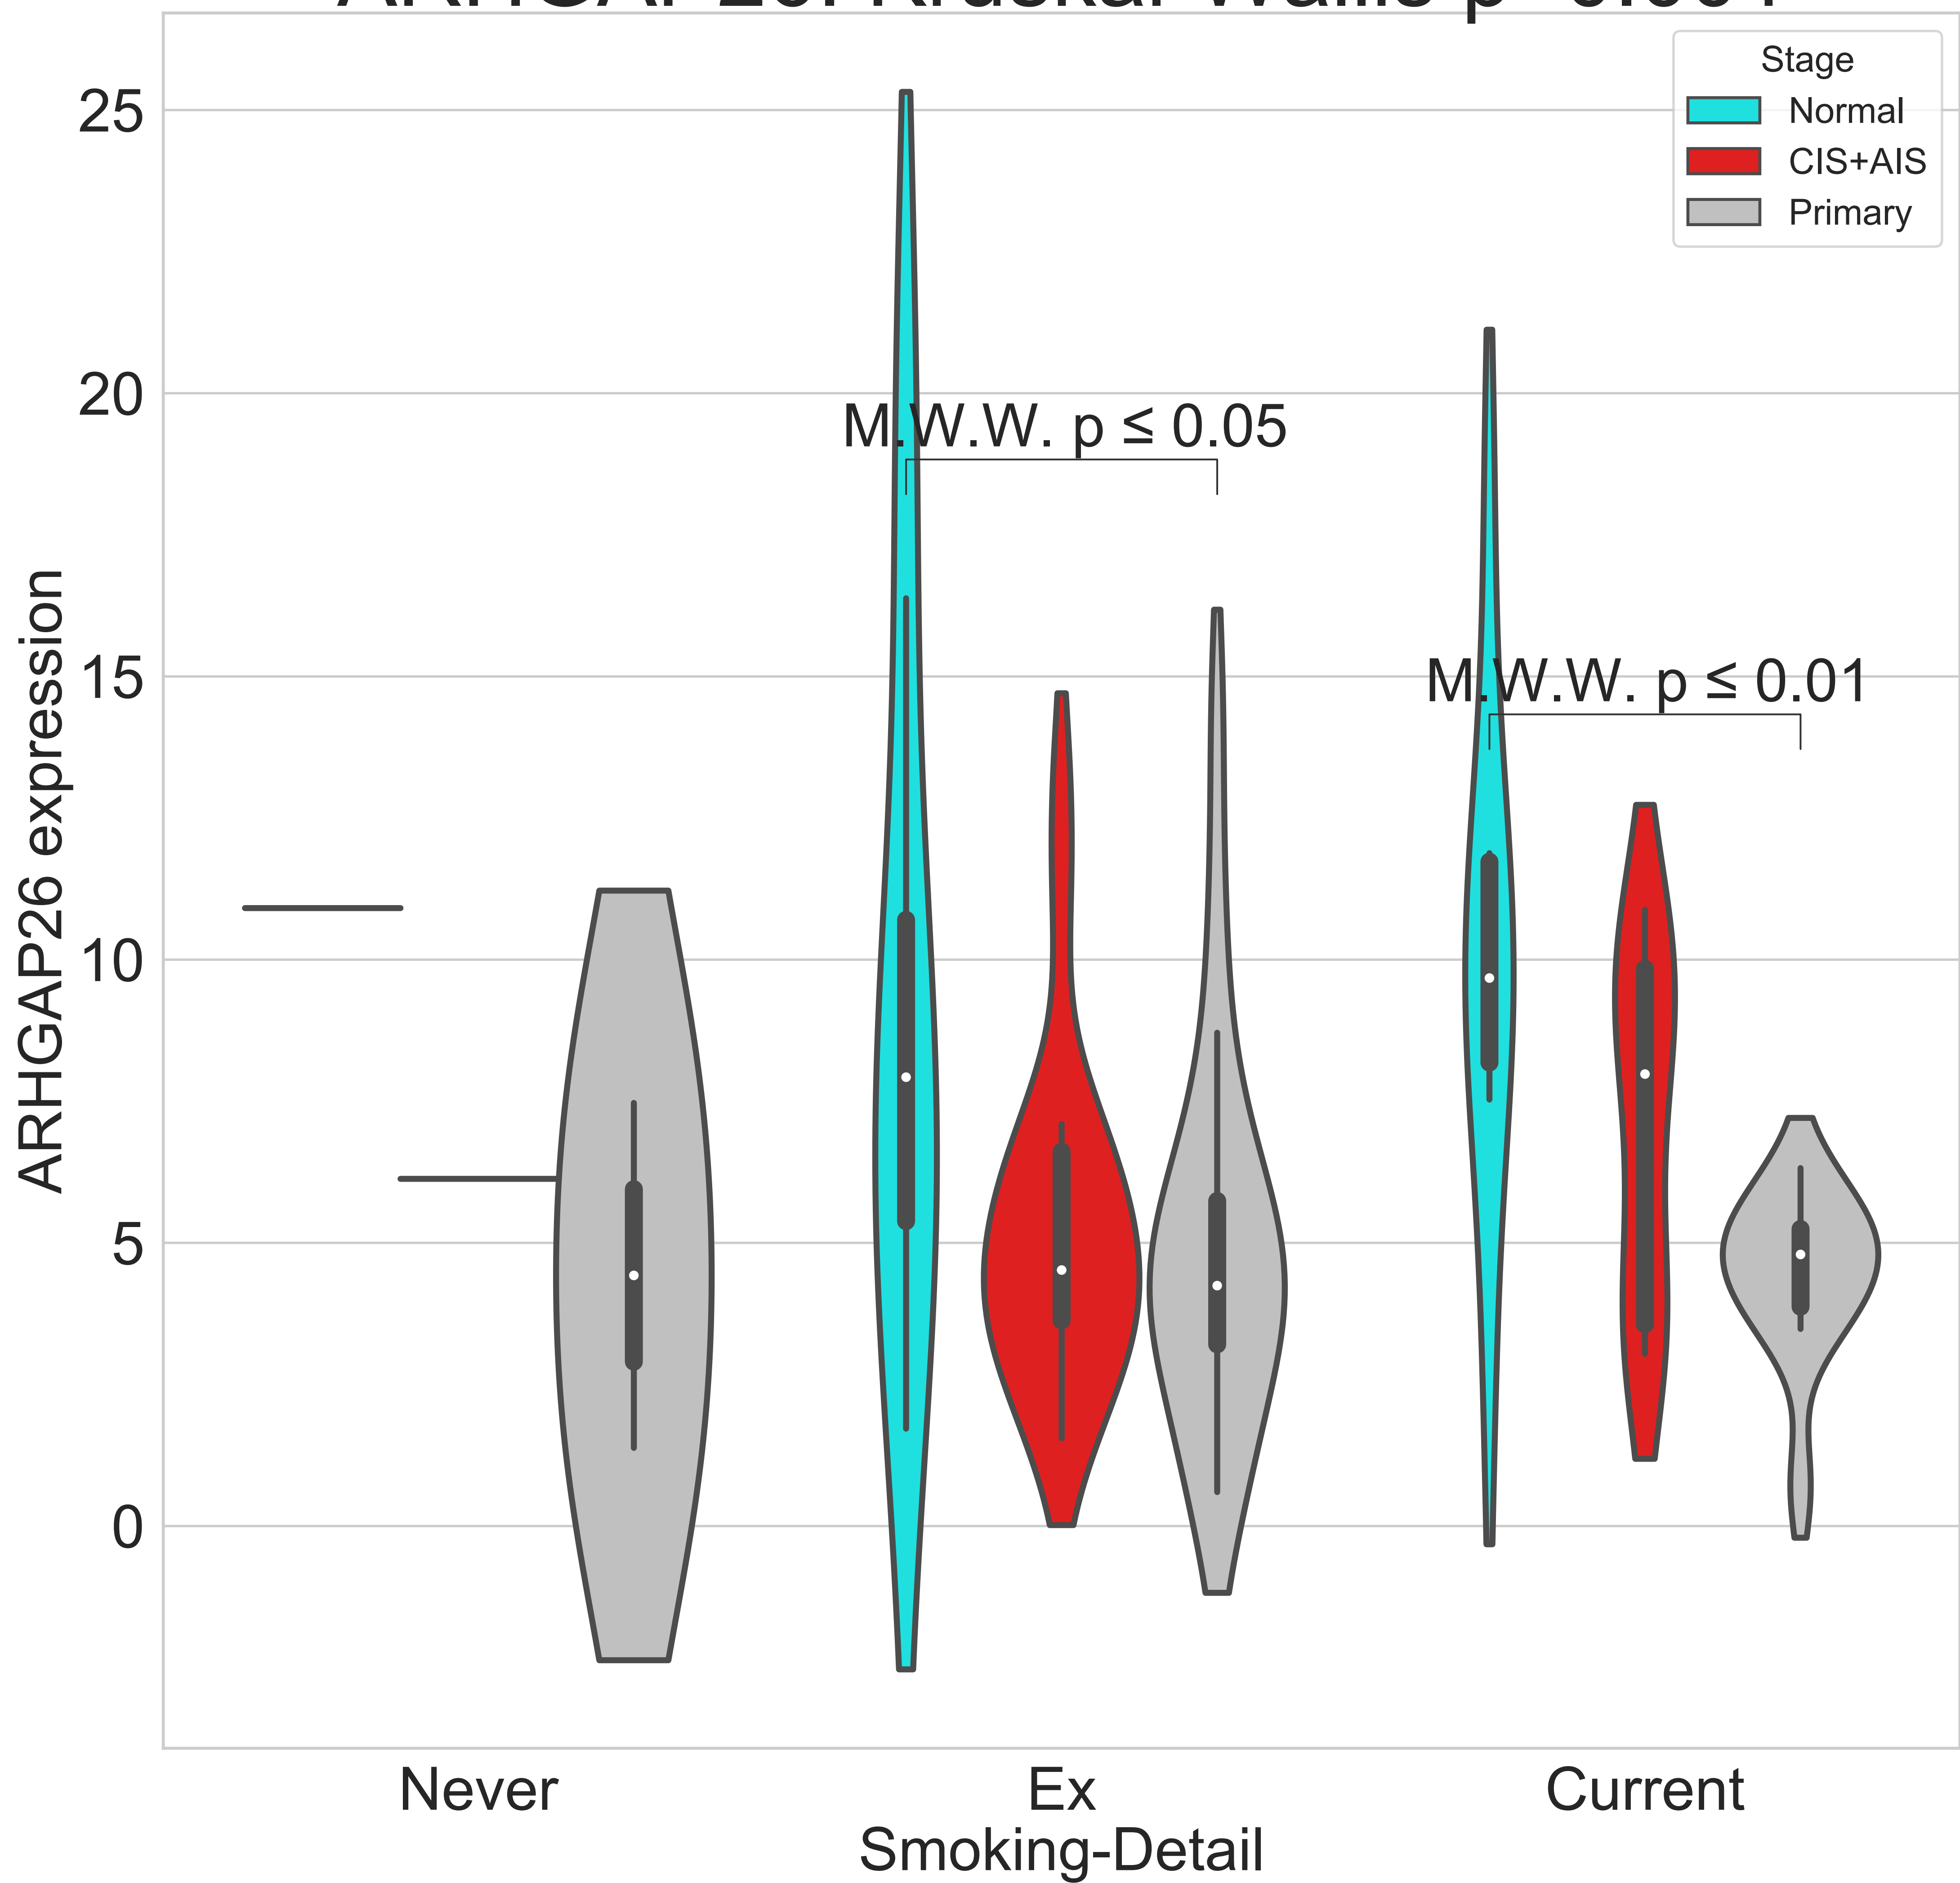 Stage
Normal
CIS+AIS
Primary
25
20
15
10
5
0
M.W.W. p ≤ 0.05
M.W.W. p ≤ 0.01
ARHGAP26 expression
Never
Ex
Current
Smoking-Detail